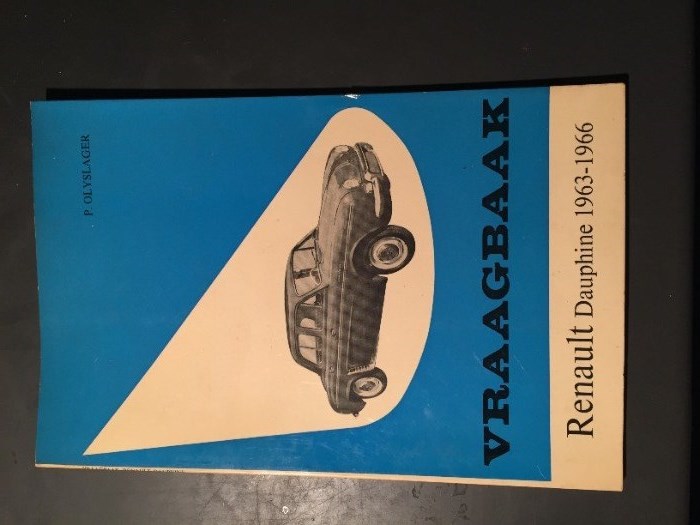 P. OLYSLAGER
VRAAGBAAK
Renault Dauphine 1963-1966